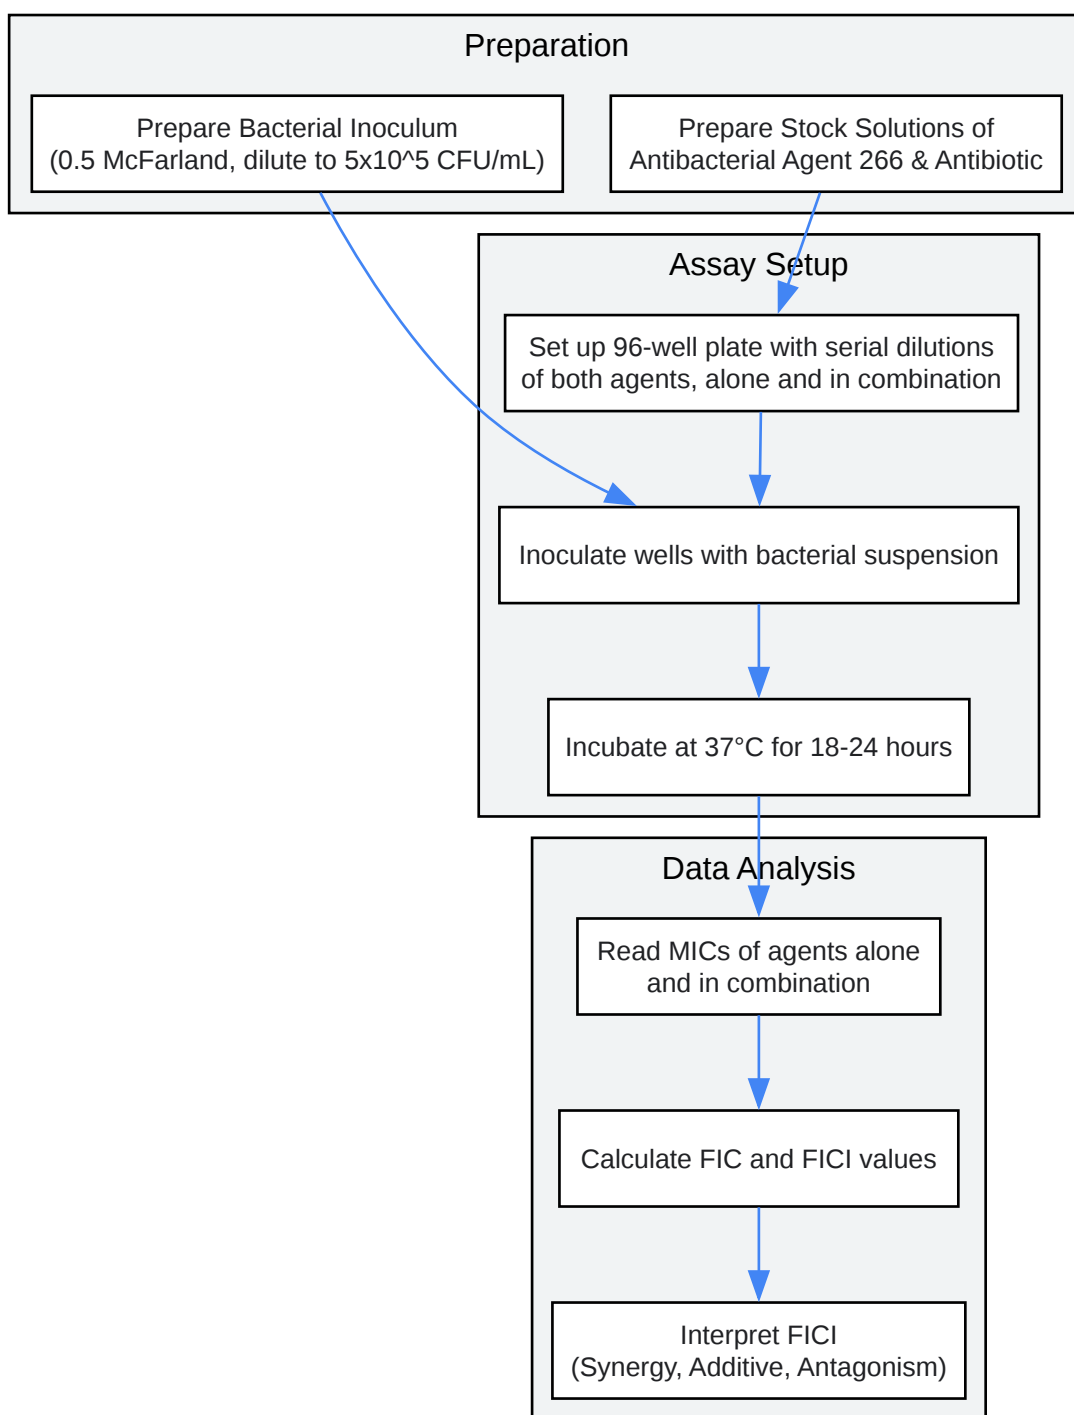 Preparation
Prepare Bacterial Inoculum
(0.5 McFarland, dilute to 5x10^5 CFU/mL)
Prepare Stock Solutions of
Antibacterial Agent 266 & Antibiotic
Assay Setup
Set up 96-well plate with serial dilutions
of both agents, alone and in combination
Inoculate wells with bacterial suspension
Incubate at 37°C for 18-24 hours
Data Analysis
Read MICs of agents alone
and in combination
Calculate FIC and FICI values
Interpret FICI
(Synergy, Additive, Antagonism)